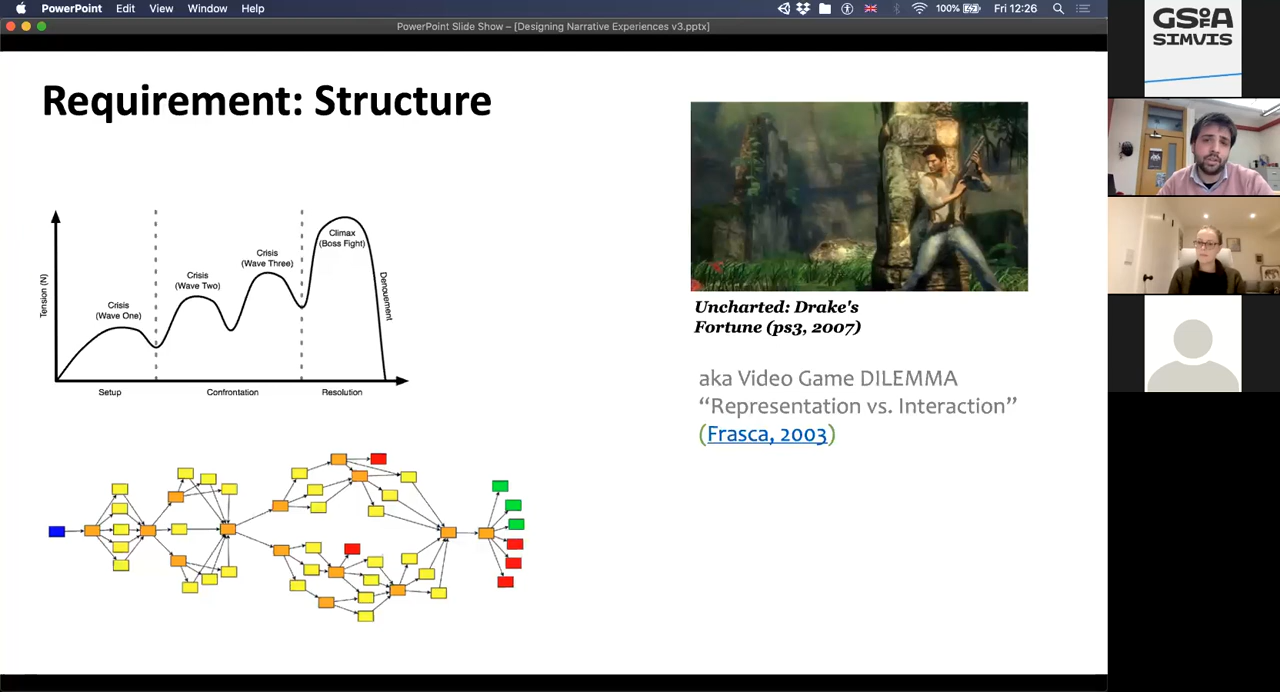 PowerPoint Edit View Window Help
100% Fri 12:26
PowerPoint Slide Show – [Designing Narrative Experiences v3.pptx]
Requirement: Structure
Tension (N)
Crisis
(Wave One)
Crisis
(Wave Two)
Crisis
(Wave Three)
Climax
(Boss Fight)
Denouement
Setup
Confrontation
Resolution
Uncharted: Drake's
Fortune (ps3, 2007)
aka Video Game DILEMMA
“Representation vs. Interaction”
(Frasca, 2003)
GSOFA
SIMVIS